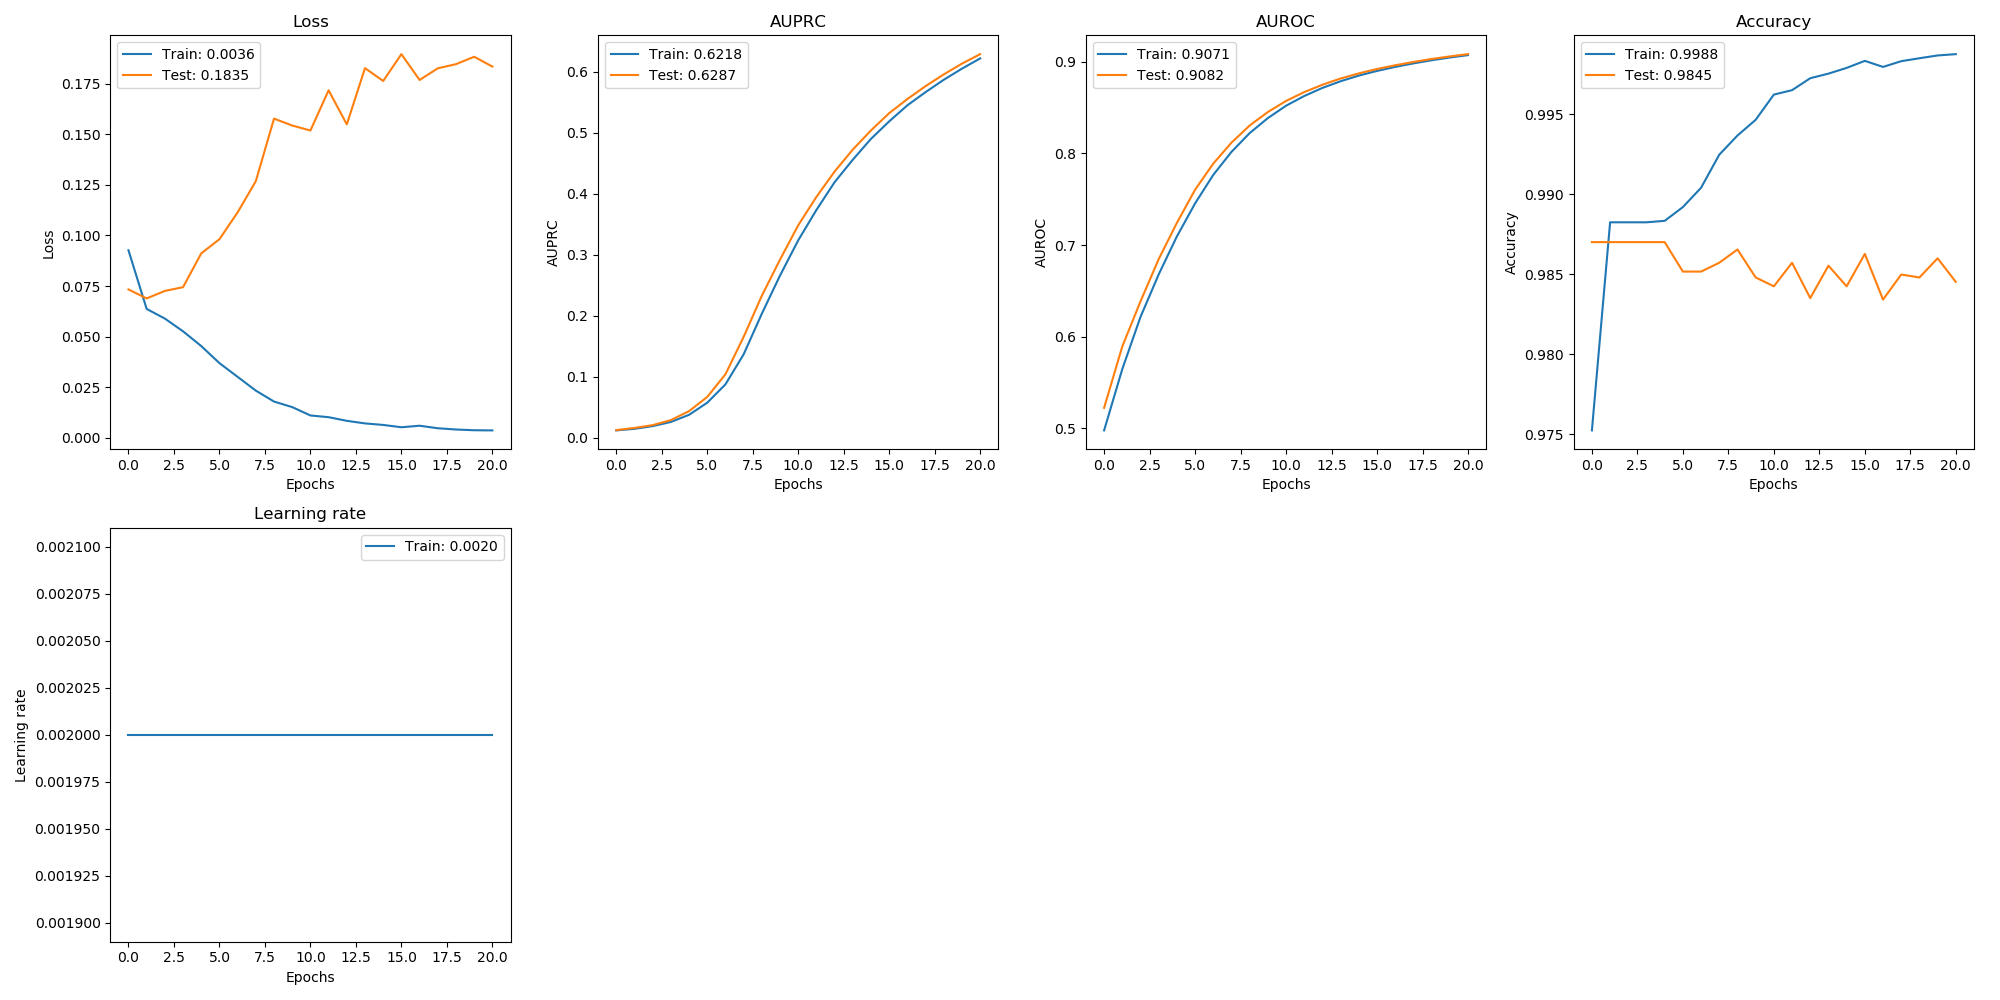 Loss
Train: 0.0036
Test: 0.1835
0.175
0.150
0.125
0.100
0.075
0.050
0.025
0.000
Loss
0.0 2.5 5.0 7.5 10.0 12.5 15.0 17.5 20.0
Epochs
AUPRC
Train: 0.6218
Test: 0.6287
0.6
0.5
0.4
0.3
0.2
0.1
0.0
AUPRC
0.0 2.5 5.0 7.5 10.0 12.5 15.0 17.5 20.0
Epochs
AUROC
Train: 0.9071
Test: 0.9082
0.9
0.8
0.7
0.6
0.5
AUROC
0.0 2.5 5.0 7.5 10.0 12.5 15.0 17.5 20.0
Epochs
Accuracy
Train: 0.9988
Test: 0.9845
0.995
0.990
0.985
0.980
0.975
Accuracy
0.0 2.5 5.0 7.5 10.0 12.5 15.0 17.5 20.0
Epochs
Learning rate
Train: 0.0020
0.002100
0.002075
0.002050
0.002025
0.002000
0.001975
0.001950
0.001925
0.001900
Learning rate
0.0 2.5 5.0 7.5 10.0 12.5 15.0 17.5 20.0
Epochs